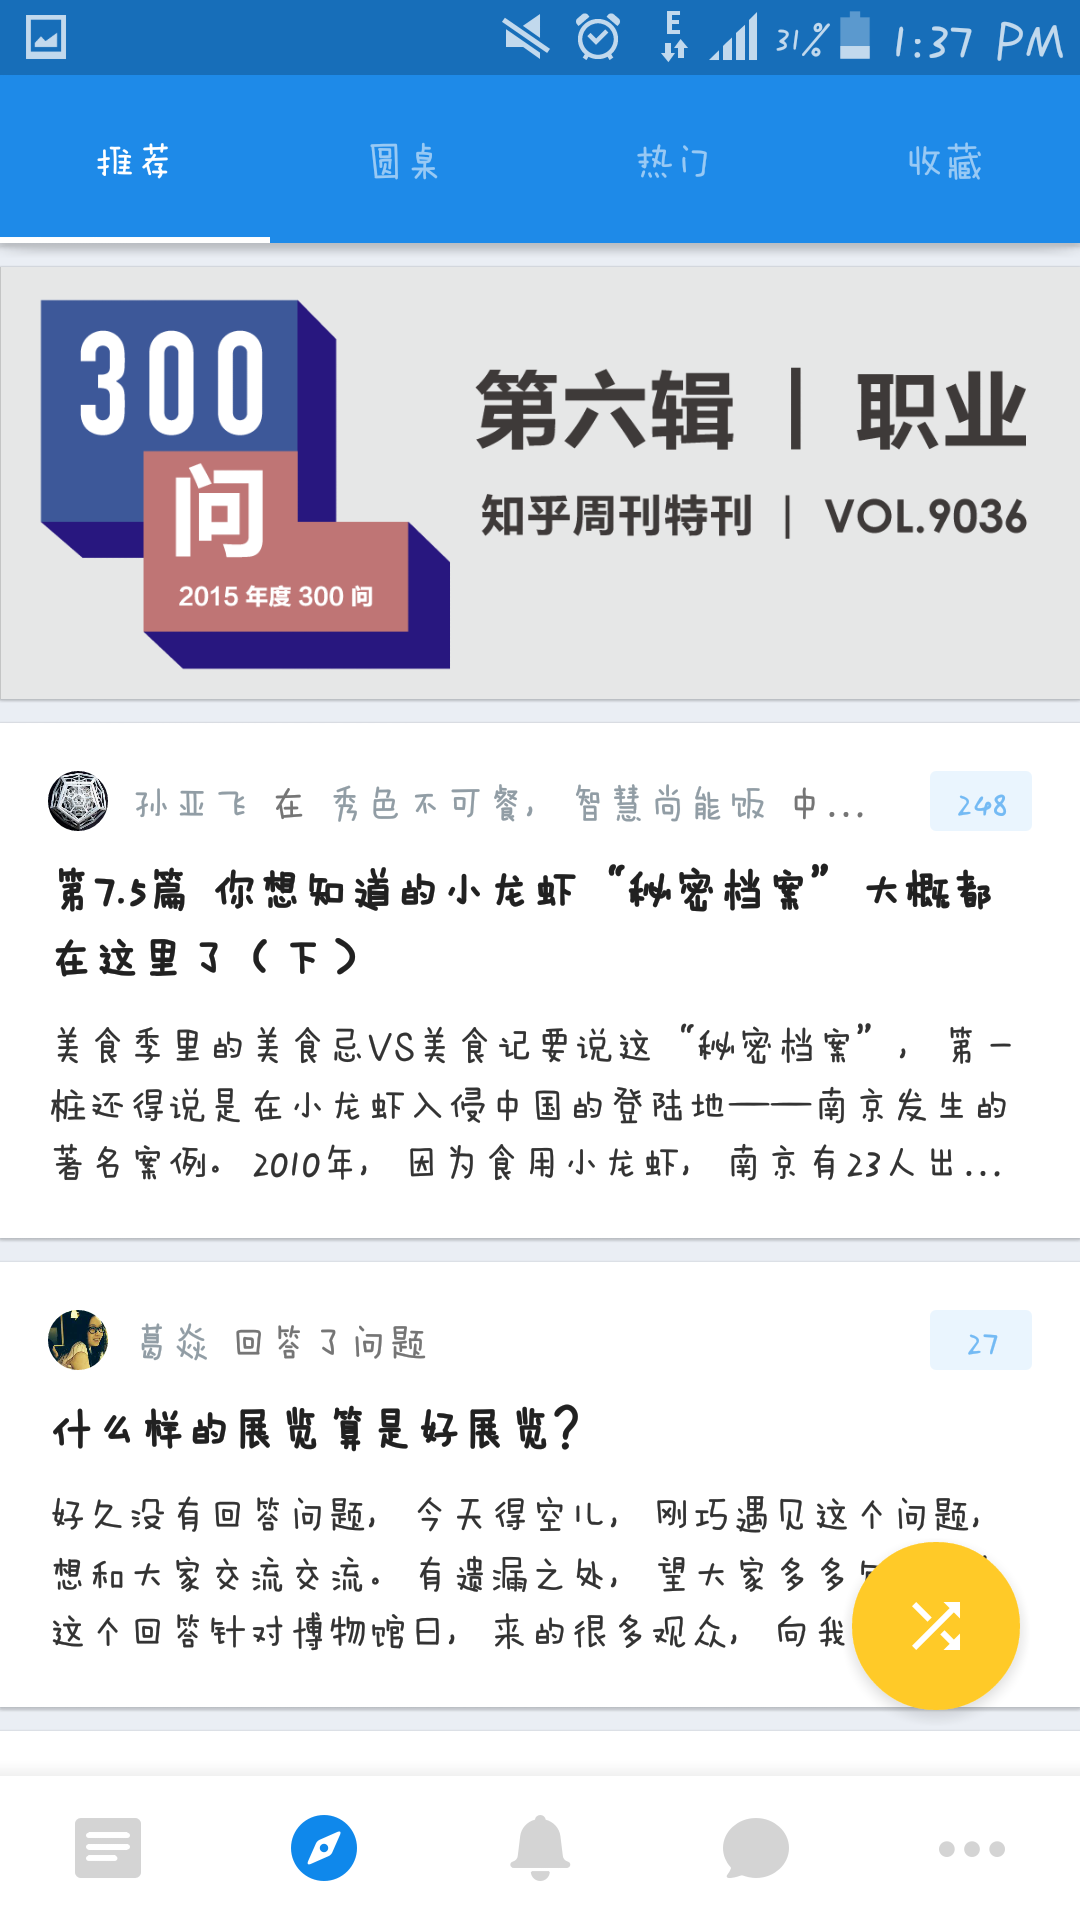 E
31% 1:37 PM
推荐 圆桌 热门 收藏
300
问
2015 年度 300 问
第六辑 | 职业
知乎周刊特刊 | VOL.9036
孙亚飞 在 秀色不可餐，智慧尚能饭 中... 248
第7.5篇 你想知道的小龙虾“秘密档案”大概都
在这里了（下）
美食季里的美食忌VS美食记要说这“秘密档案”，第一
桩还得说是在小龙虾入侵中国的登陆地——南京发生的
著名案例。2010年，因为食用小龙虾，南京有23人出...
葛焱 回答了问题 27
什么样的展览算是好展览？
好久没有回答问题，今天得空儿，刚巧遇见这个问题，
想和大家交流交流。有遗漏之处，望大家多多
这个回答针对博物馆日，来的很多观众，向我